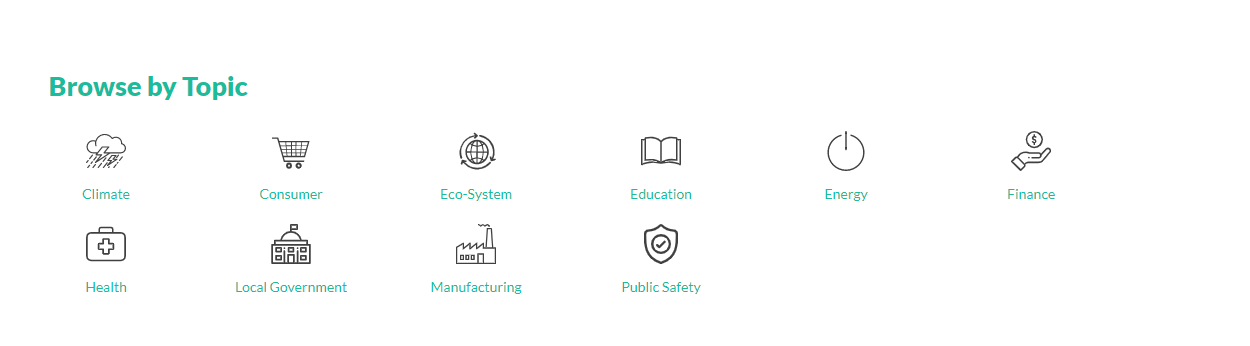 Browse by Topic
Climate Consumer Eco-System Education Energy Finance
Health Local Government Manufacturing Public Safety